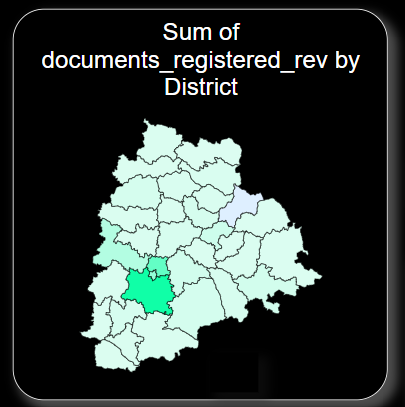 Sum of
documents_registered_rev by
District